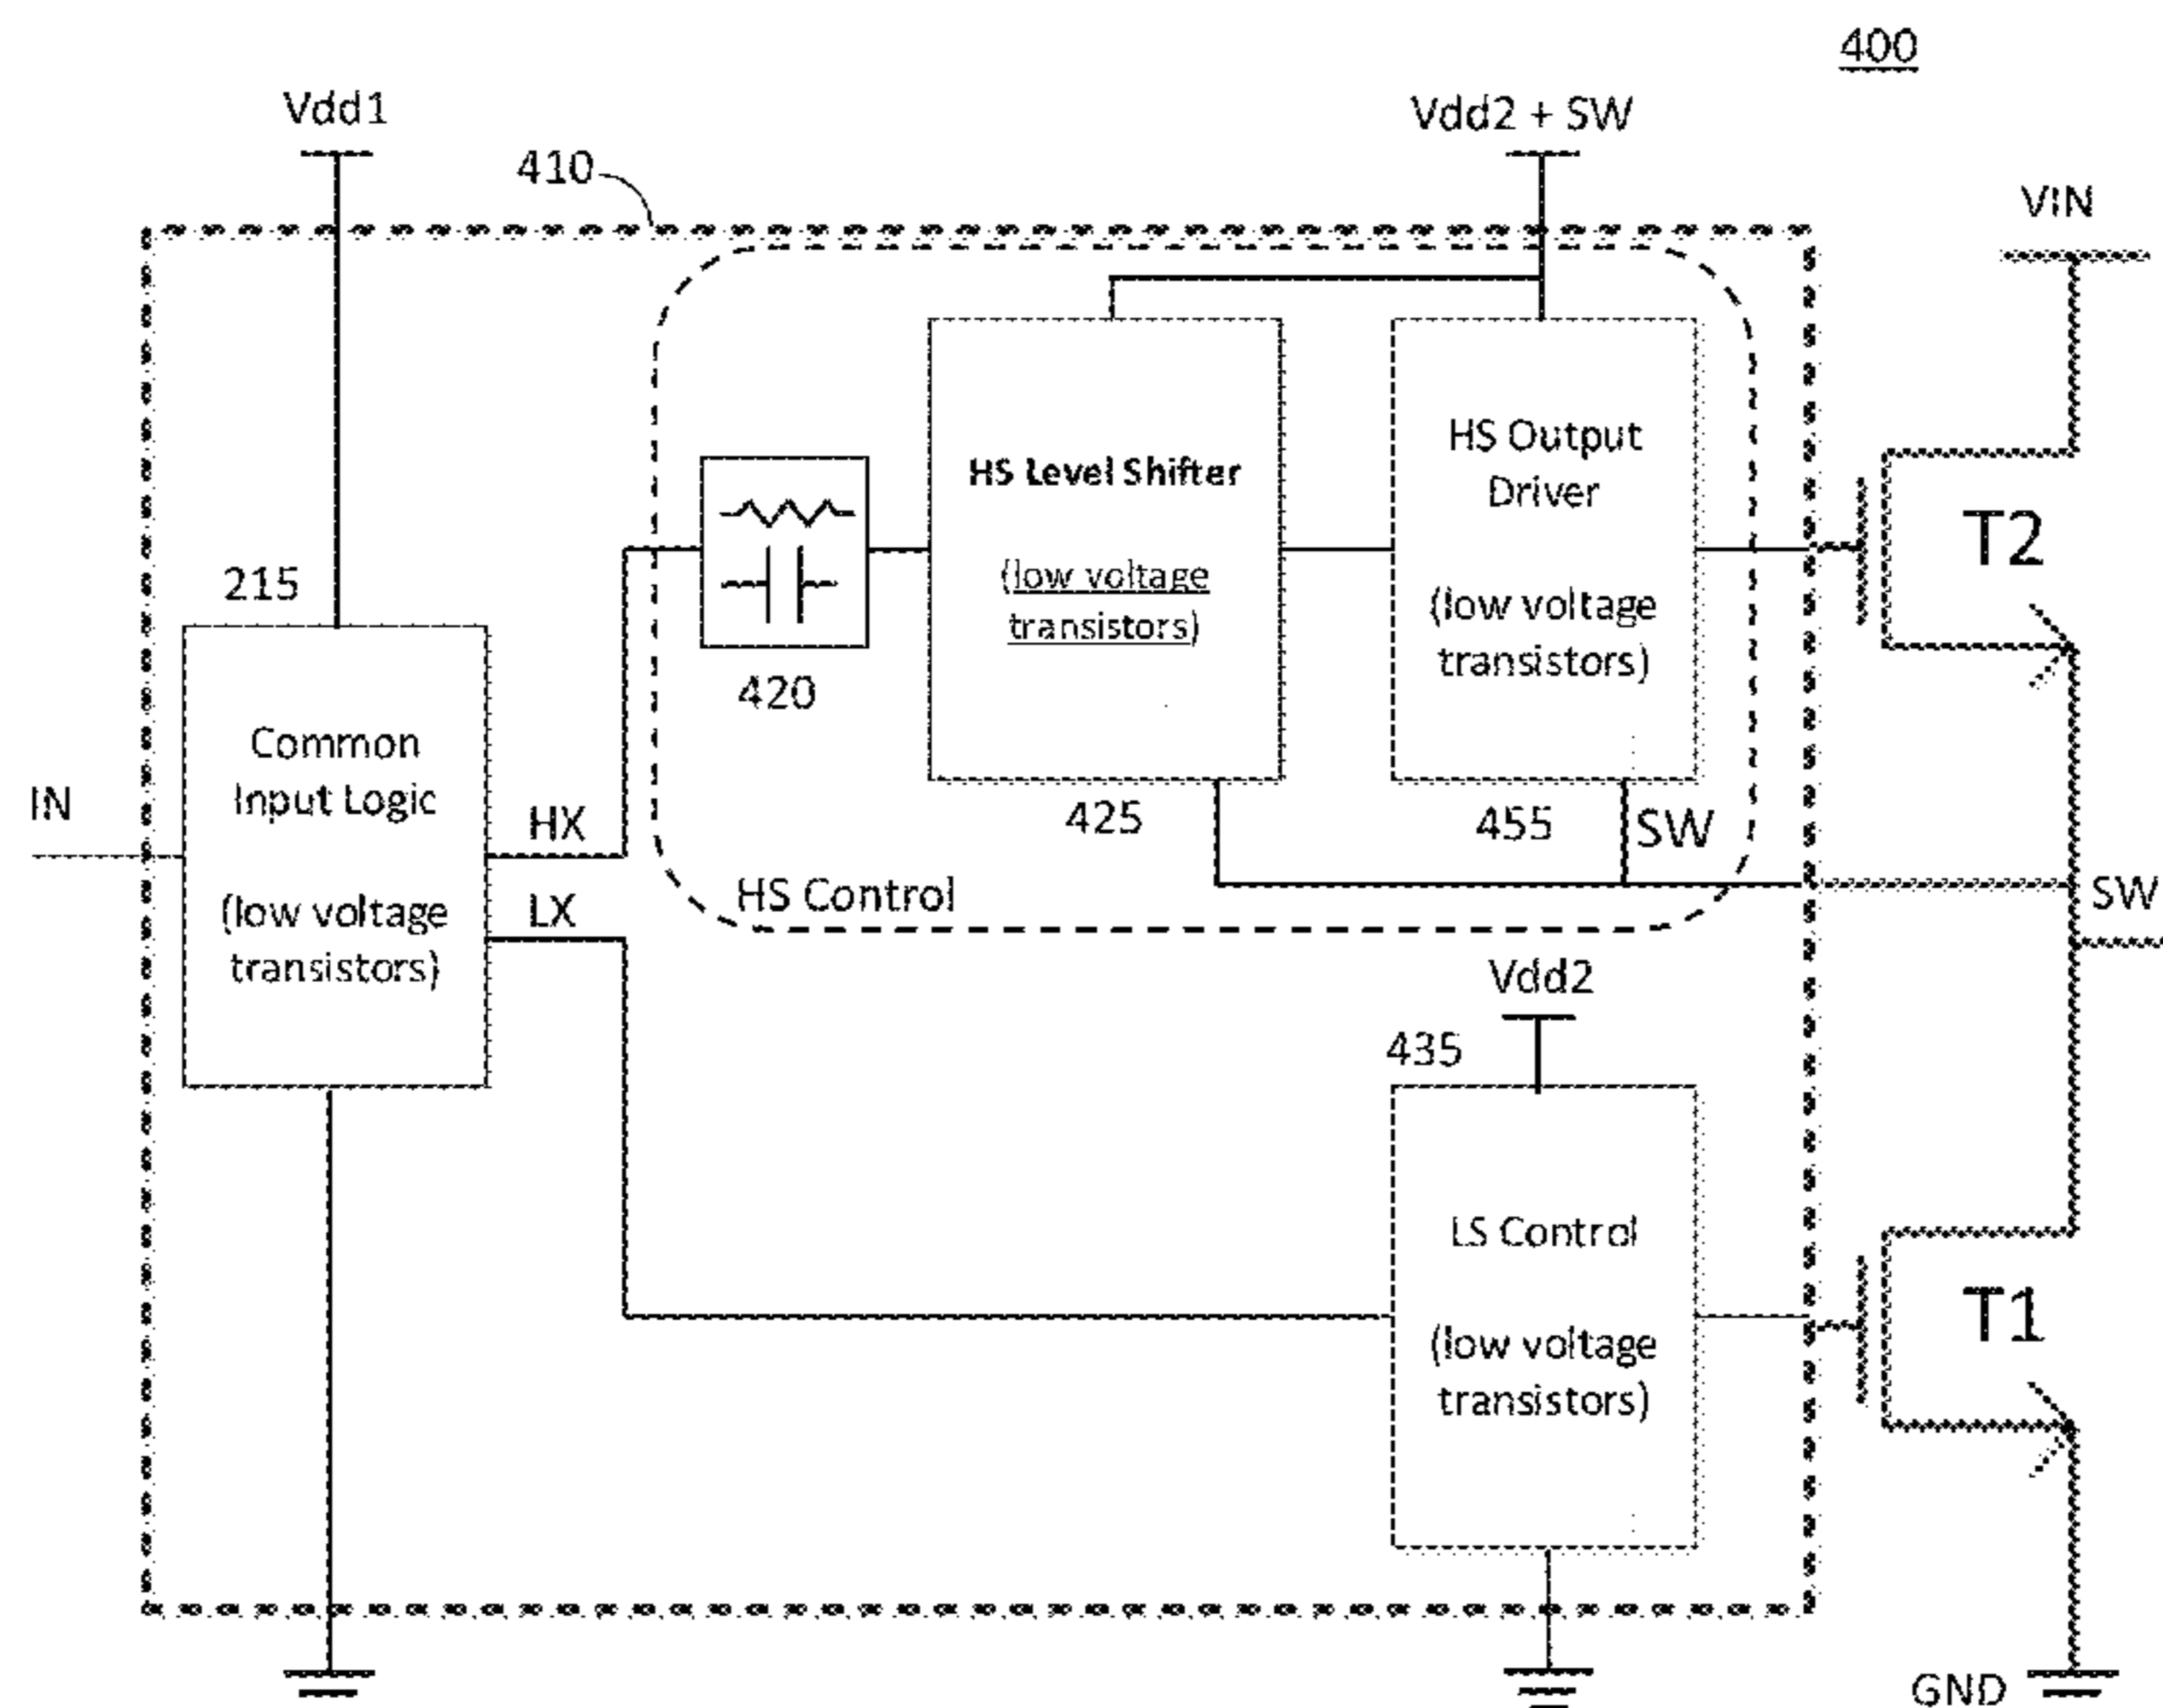 400
Vdd1
Vdd2 + SW
410
VIN
215
Common
Input Logic
(low voltage
transistors)
IN
HX
LX
420
HS Level Shifter
(low voltage
transistors)
425
HS Output
Driver
(low voltage
transistors)
455
SW
HS Control
T2
SW
Vdd2
435
LS Control
(low voltage
transistors)
T1
GND